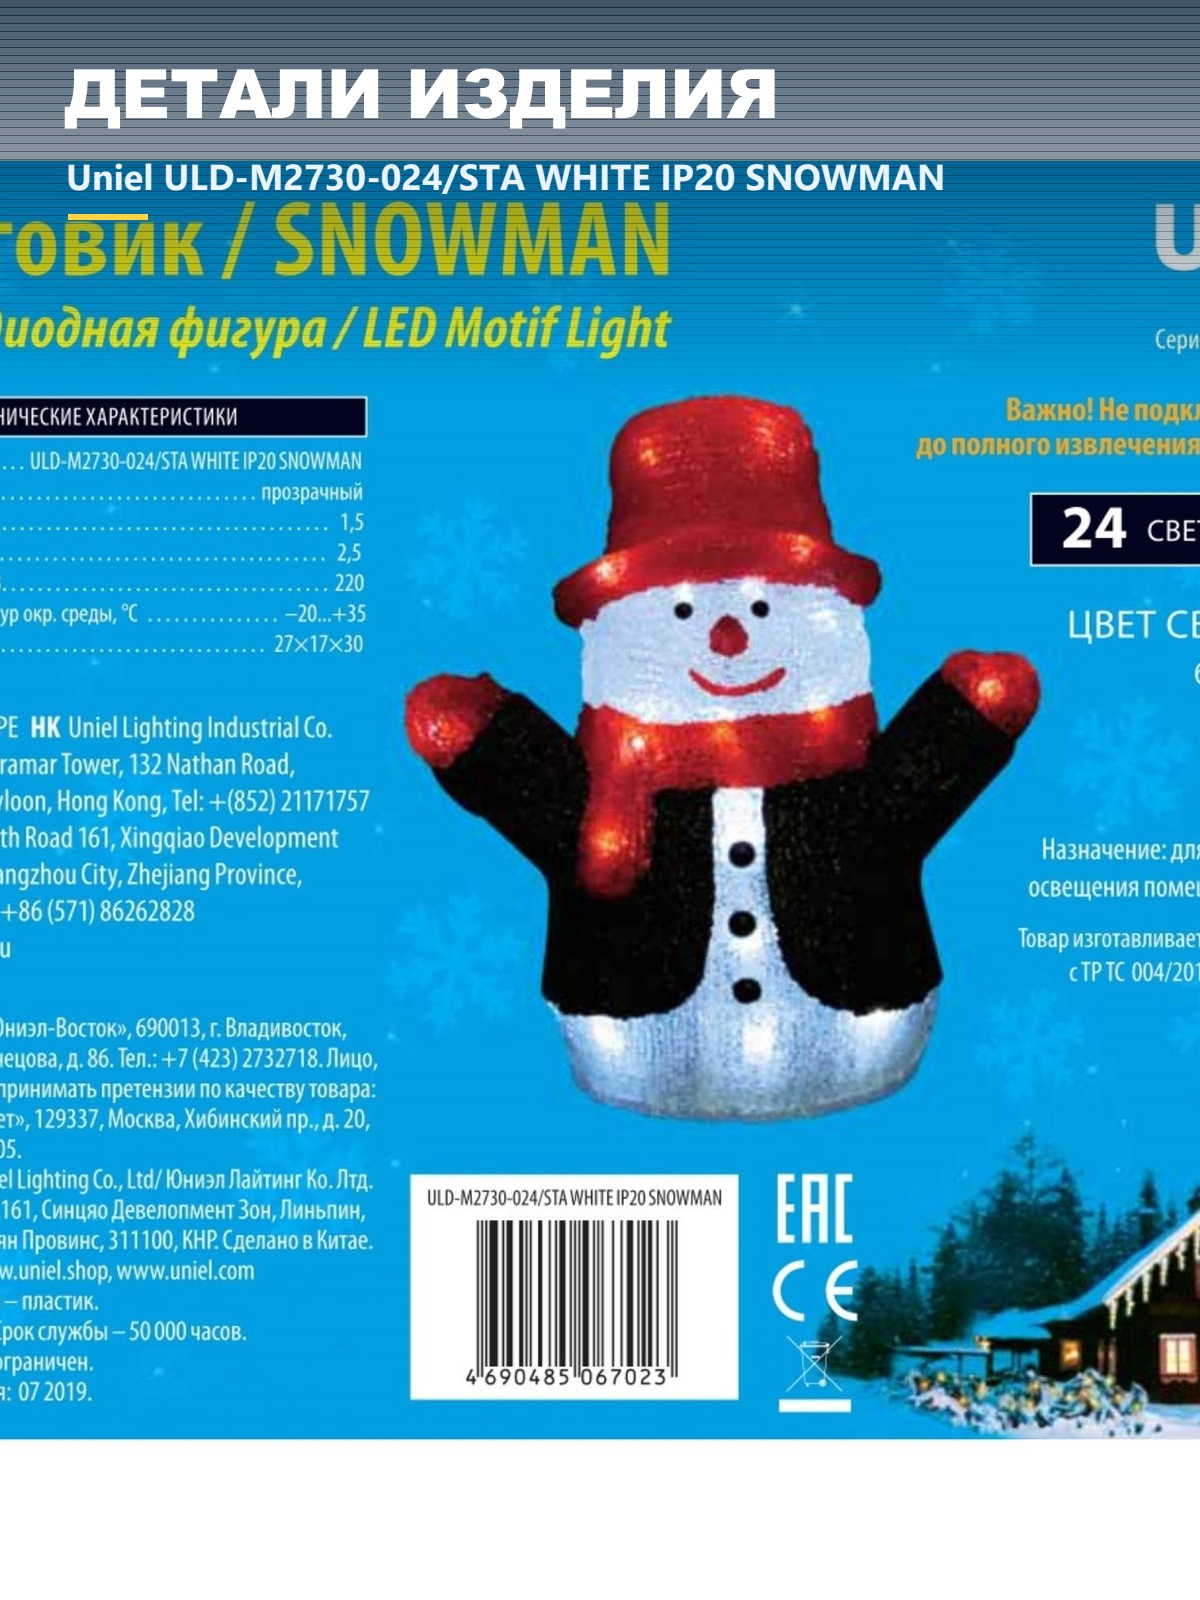 ДЕТАЛИ ИЗДЕЛИЯ
Uniel ULD-M2730-024/STA WHITE IP20 SNOWMAN
говик / SNOWMAN
диодная фигура / LED Motif Light
НИЧЕСКИЕ ХАРАКТЕРИСТИКИ
... ULD-M2730-024/STA WHITE IP20 SNOWMAN
прозрачный
1,5
2,5
220
ур окр. среды, °C ............... –20...+35
27×17×30
PE HK Uniel Lighting Industrial Co.
ramar Tower, 132 Nathan Road,
loon, Hong Kong, Tel: +(852) 21171757
th Road 161, Xingqiao Development
angzhou City, Zhejiang Province,
+86 (571) 86262828
u
Юниэл-Восток», 690013, г. Владивосток,
нецова, д. 86. Тел.: +7 (423) 2732718. Лицо,
принимать претензии по качеству товара:
ет», 129337, Москва, Хибинский пр., д. 20,
05.
el Lighting Co., Ltd/ Юниэл Лайтинг Ко. Лтд.
161, Синцяо Девелопмент Зон, Линьпин,
ян Провинс, 311100, КНР. Сделано в Китае.
w.uniel.shop, www.uniel.com
– пластик.
Срок службы – 50 000 часов.
ограничен.
я: 07 2019.
U
Сери
Важно! Не подкл
до полного извлечения
24 СВЕТ
ЦВЕТ СВ
6
Назначение: для
освещения помещ
Товар изготавливает
с ТР ТС 004/201
ULD-M2730-024/STA WHITE IP20 SNOWMAN
4 690485 067023
EAC
CE